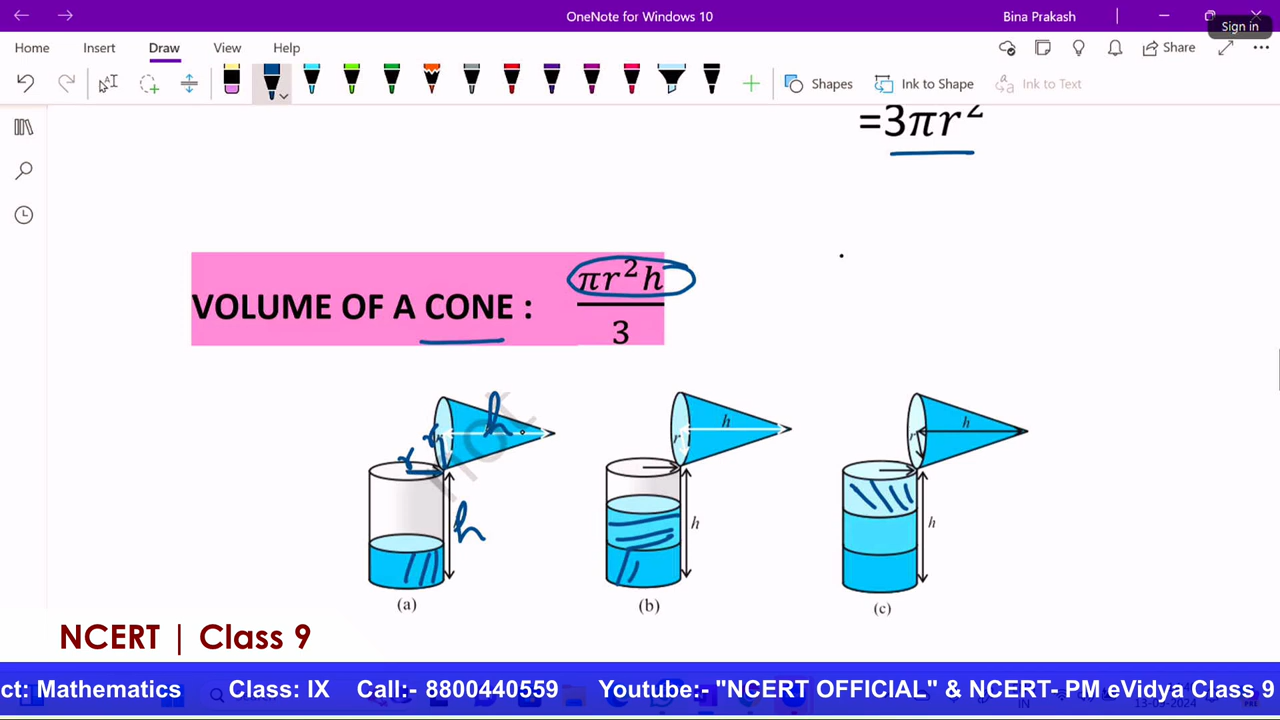 OneNote for Windows 10
Bina Prakash
Sign in
Home Insert Draw View Help
Share
Shapes Ink to Shape Ink to Text
=3πr²
VOLUME OF A CONE : πr²h
3
h r r h
r h h
r h h
(a) (b) (c)
NCERT | Class 9
ct: Mathematics Class: IX Call:- 8800440559 Youtube:- "NCERT OFFICIAL" & NCERT- PM eVidya Class 9